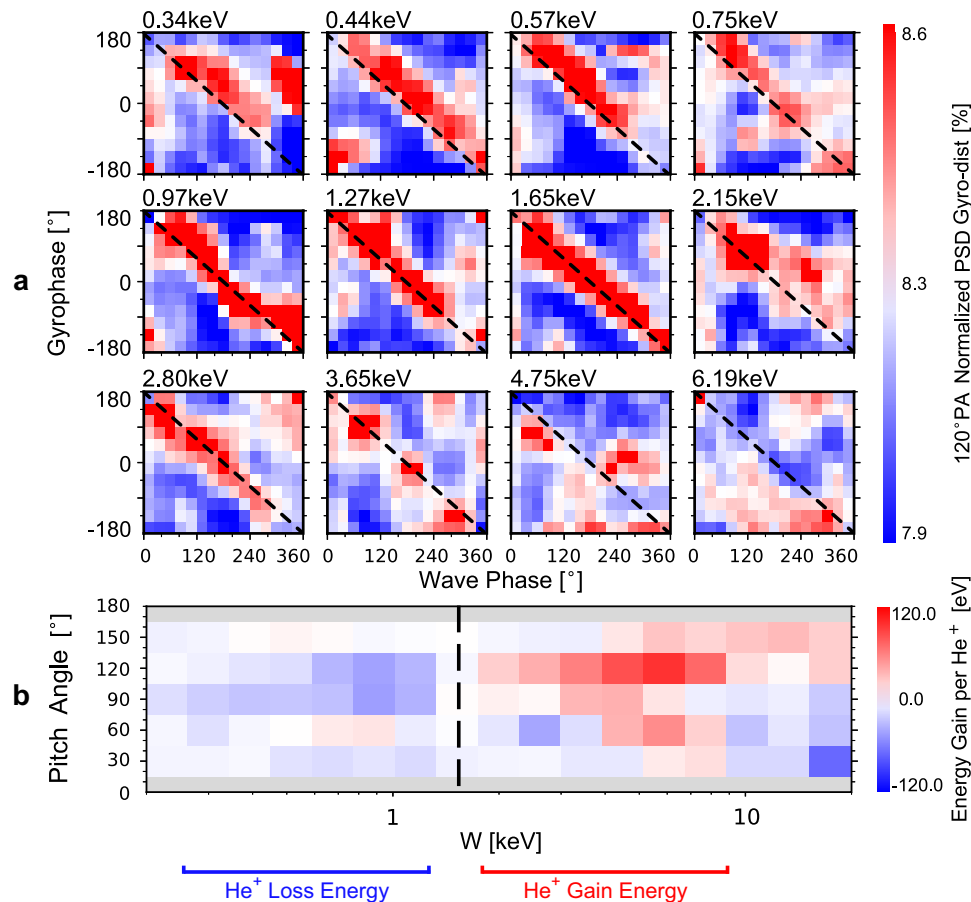 0.34keV 0.44keV 0.57keV 0.75keV
180
0
-180
0.97keV 1.27keV 1.65keV 2.15keV
180
0
-180
2.80keV 3.65keV 4.75keV 6.19keV
180
0
-180
0 120 240 360 0 120 240 360 0 120 240 360 0 120 240 360
Wave Phase [°]
Gyrophase [°]
a
8.6
8.3
7.9
120°PA Normalized PSD Gyro-dist [%]
b
Pitch Angle [°]
180
150
120
90
60
30
0
1 10
W [keV]
120.0
0.0
-120.0
Energy Gain per He⁺ [eV]
He⁺ Loss Energy He⁺ Gain Energy